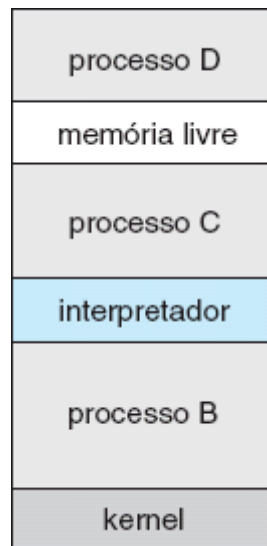 processo D
memória livre
processo C
interpretador
processo B
kernel